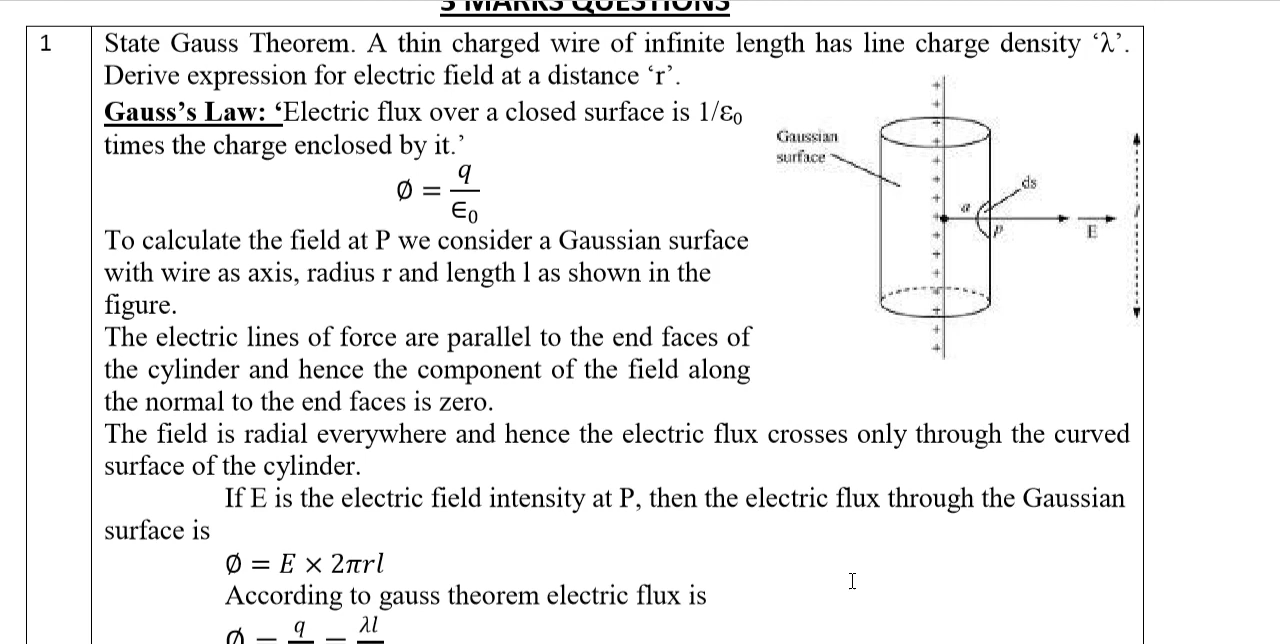 3 MARKS QUESTIONS
1
State Gauss Theorem. A thin charged wire of infinite length has line charge density ‘λ’.
Derive expression for electric field at a distance ‘r’.
Gauss’s Law: ‘Electric flux over a closed surface is 1/ε₀
times the charge enclosed by it.’
∅ = q/∈₀
To calculate the field at P we consider a Gaussian surface
with wire as axis, radius r and length l as shown in the
figure.
The electric lines of force are parallel to the end faces of
the cylinder and hence the component of the field along
the normal to the end faces is zero.
Gaussian
surface
ds
a
P
E
l
The field is radial everywhere and hence the electric flux crosses only through the curved
surface of the cylinder.
If E is the electric field intensity at P, then the electric flux through the Gaussian
surface is
∅ = E × 2πrl
According to gauss theorem electric flux is
∅ = q = λl